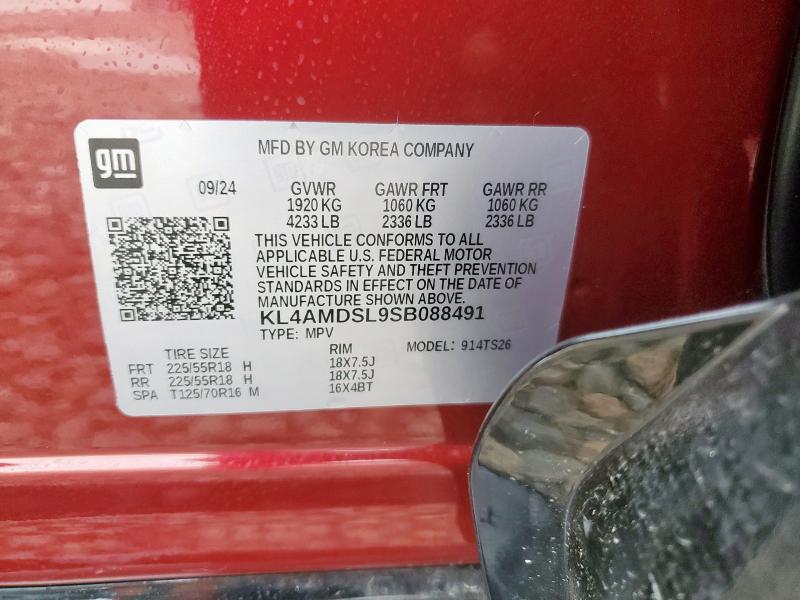 gm
MFD BY GM KOREA COMPANY
09/24 GVWR GAWR FRT GAWR RR
1920 KG 1060 KG 1060 KG
4233 LB 2336 LB 2336 LB
THIS VEHICLE CONFORMS TO ALL
APPLICABLE U.S. FEDERAL MOTOR
VEHICLE SAFETY AND THEFT PREVENTION
STANDARDS IN EFFECT ON THE DATE OF
MANUFACTURE SHOWN ABOVE.
KL4AMDSL9SB088491
TYPE: MPV
TIRE SIZE RIM MODEL: 914TS26
FRT 225/55R18 H 18X7.5J
RR 225/55R18 H 18X7.5J
SPA T125/70R16 M 16X4BT